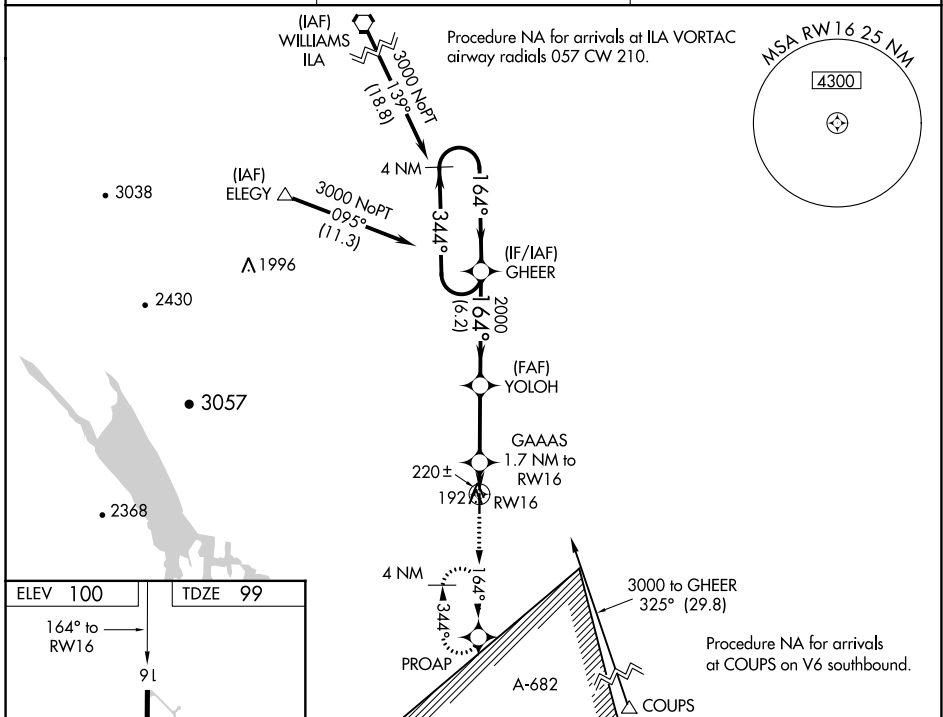 (IAF)
WILLIAMS
ILA
Procedure NA for arrivals at ILA VORTAC
airway radials 057 CW 210.
MSA RW16 25 NM
4300
3000 NoPT
139°
(18.8)
4 NM
164°
344°
(IAF)
ELEGY
3000 NoPT
095°
(11.3)
3038
1996
2430
3057
2368
(IF/IAF)
GHEER
2000
164°
(6.2)
(FAF)
YOLOH
GAAAS
1.7 NM to
RW16
220±
192
RW16
4 NM
164°
344°
PROAP
A-682
3000 to GHEER
325° (29.8)
Procedure NA for arrivals
at COUPS on V6 southbound.
COUPS
ELEV 100
TDZE 99
164° to
RW16
16